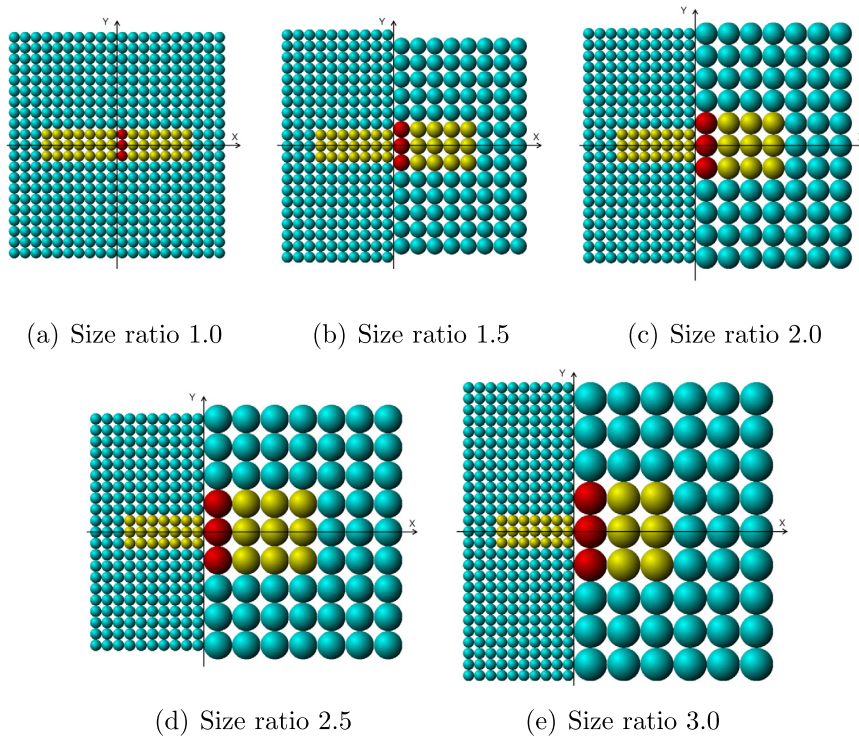 Y
X
(a) Size ratio 1.0
Y
X
(b) Size ratio 1.5
Y
(c) Size ratio 2.0
Y
X
(d) Size ratio 2.5
Y
X
(e) Size ratio 3.0